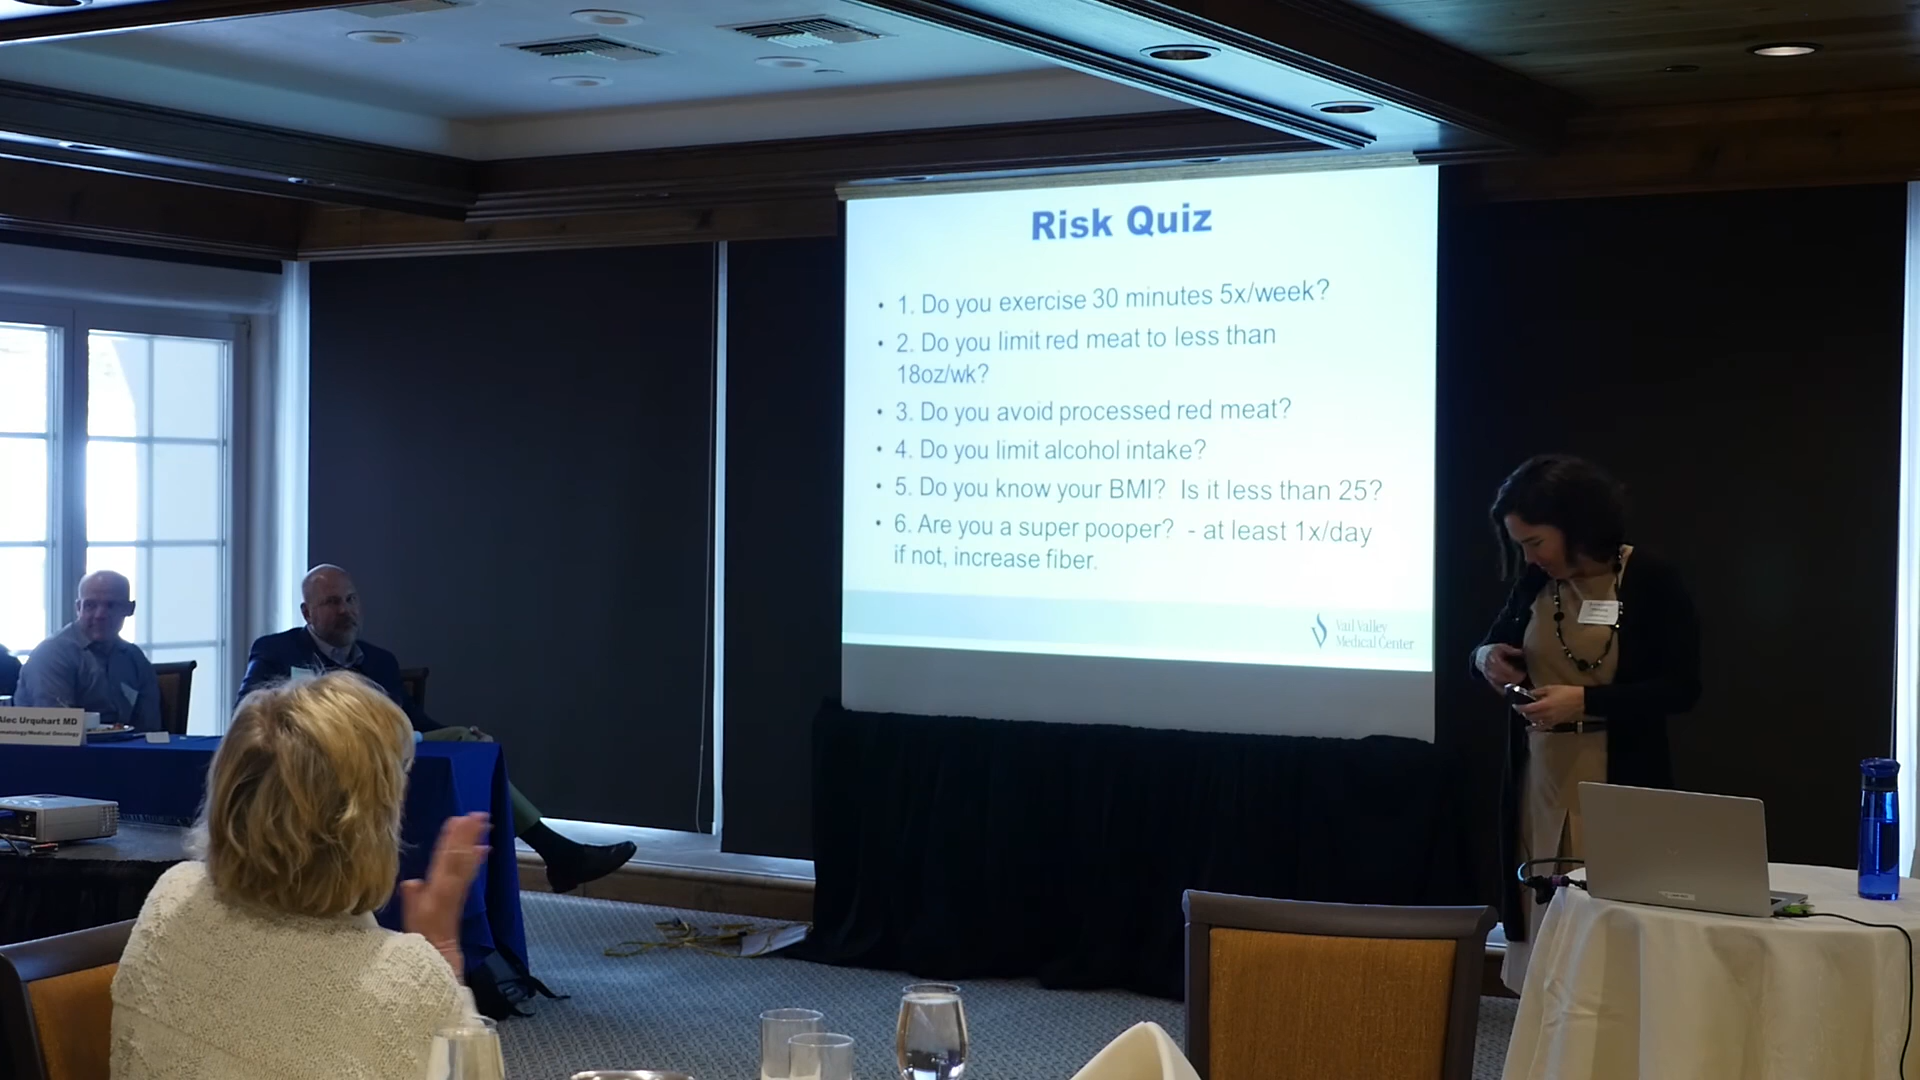 Risk Quiz
• 1. Do you exercise 30 minutes 5x/week?
• 2. Do you limit red meat to less than
18oz/wk?
• 3. Do you avoid processed red meat?
• 4. Do you limit alcohol intake?
• 5. Do you know your BMI? Is it less than 25?
• 6. Are you a super pooper? - at least 1x/day
if not, increase fiber.
Vail Valley
Medical Center
Alec Urquhart MD
Medical Oncology